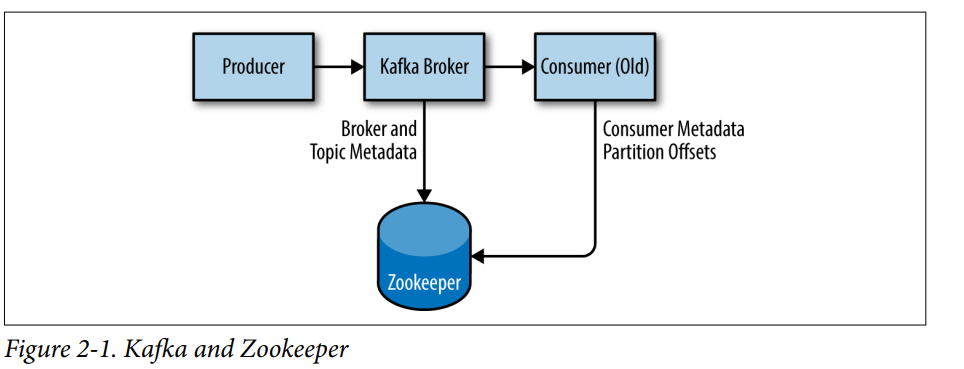 Producer
Kafka Broker
Consumer (Old)
Broker and
Topic Metadata
Consumer Metadata
Partition Offsets
Zookeeper
Figure 2-1. Kafka and Zookeeper